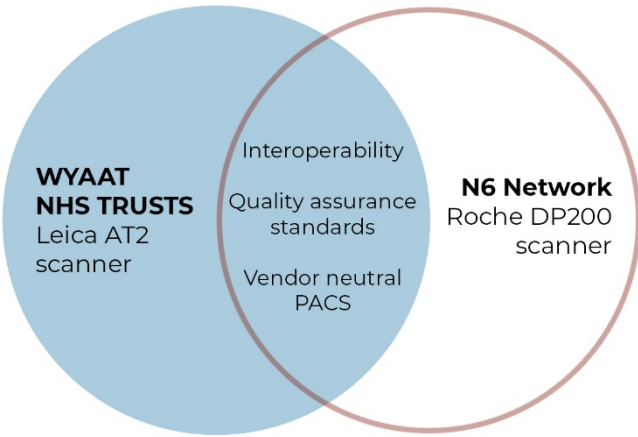 WYAAT
NHS TRUSTS
Leica AT2
scanner
Interoperability
Quality assurance
standards
Vendor neutral
PACS
N6 Network
Roche DP200
scanner